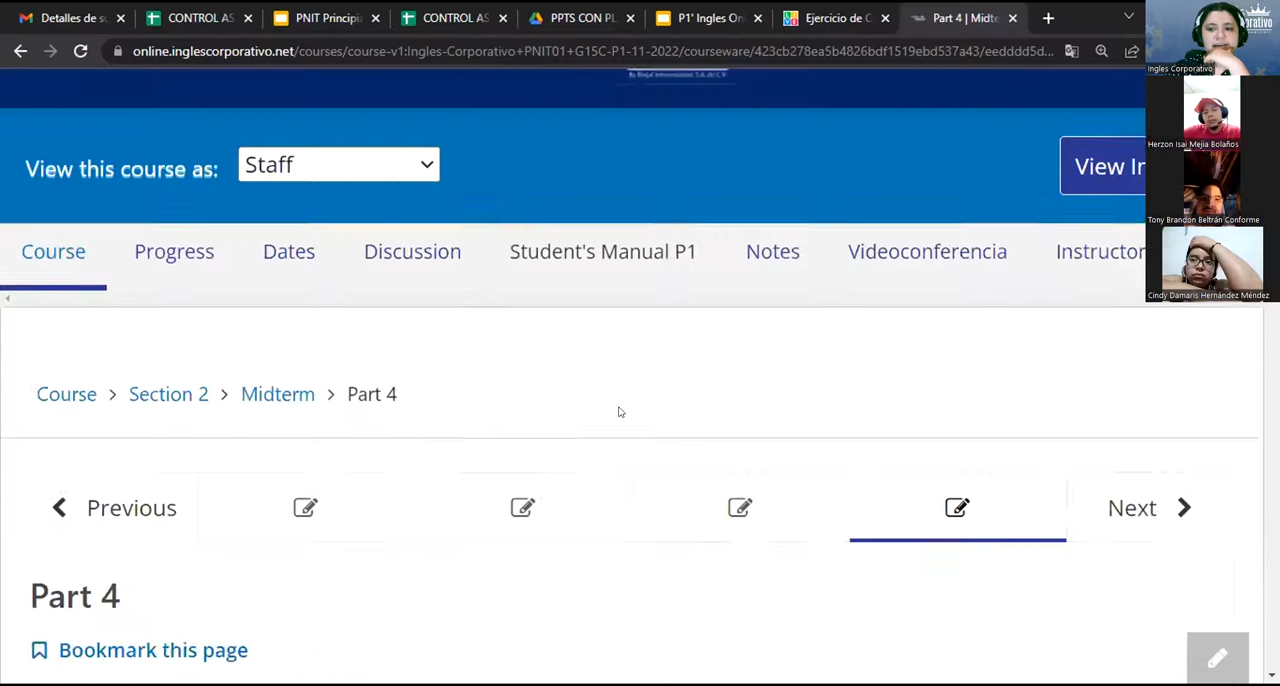 Detalles de su
CONTROL AS
PNIT Principia
CONTROL AS
PPTS CON PL
P1' Ingles On
Ejercicio de C
Part 4 | Midte
online.inglescorporativo.net/courses/course-v1:Ingles-Corporativo+PNIT01+G15C-P1-11-2022/courseware/423cb278ea5b4826bdf1519ebd537a43/eedddd5d...
Ingles Corporativo
Herzon Isai Mejia Bolaños
Tony Brandon Beltrán Conforme
Cindy Damaris Hernández Méndez
View this course as:
Staff
View In
Course
Progress
Dates
Discussion
Student's Manual P1
Notes
Videoconferencia
Instructor
Course > Section 2 > Midterm > Part 4
Previous
Next
Part 4
Bookmark this page